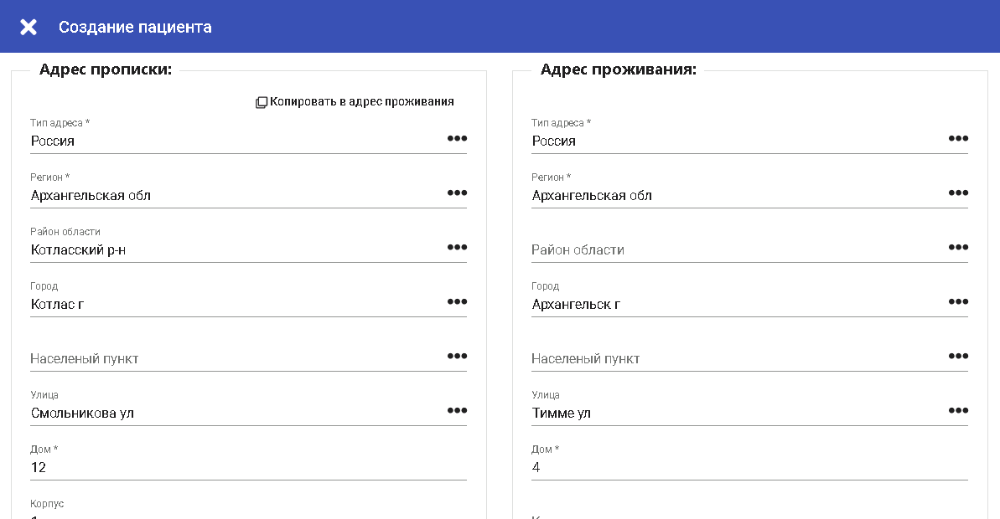 Создание пациента
Адрес прописки:
Копировать в адрес проживания
Тип адреса *
Россия
Регион *
Архангельская обл
Район области
Котласский р-н
Город
Котлас г
Населеный пункт
Улица
Смольникова ул
Дом *
12
Корпус
Адрес проживания:
Тип адреса *
Россия
Регион *
Архангельская обл
Район области
Город
Архангельск г
Населеный пункт
Улица
Тимме ул
Дом *
4